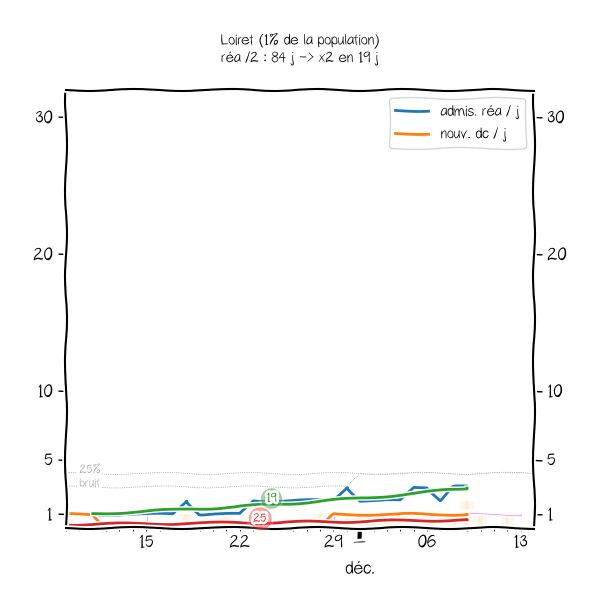 Loiret (1% de la population)
réa /2 : 84 j -> x2 en 19 j
admis. réa / j
nouv. dc / j
30 30
20 20
10 10
5 5
25%
bruit
19
25
1 1
15 22 29 1 06 13
déc.